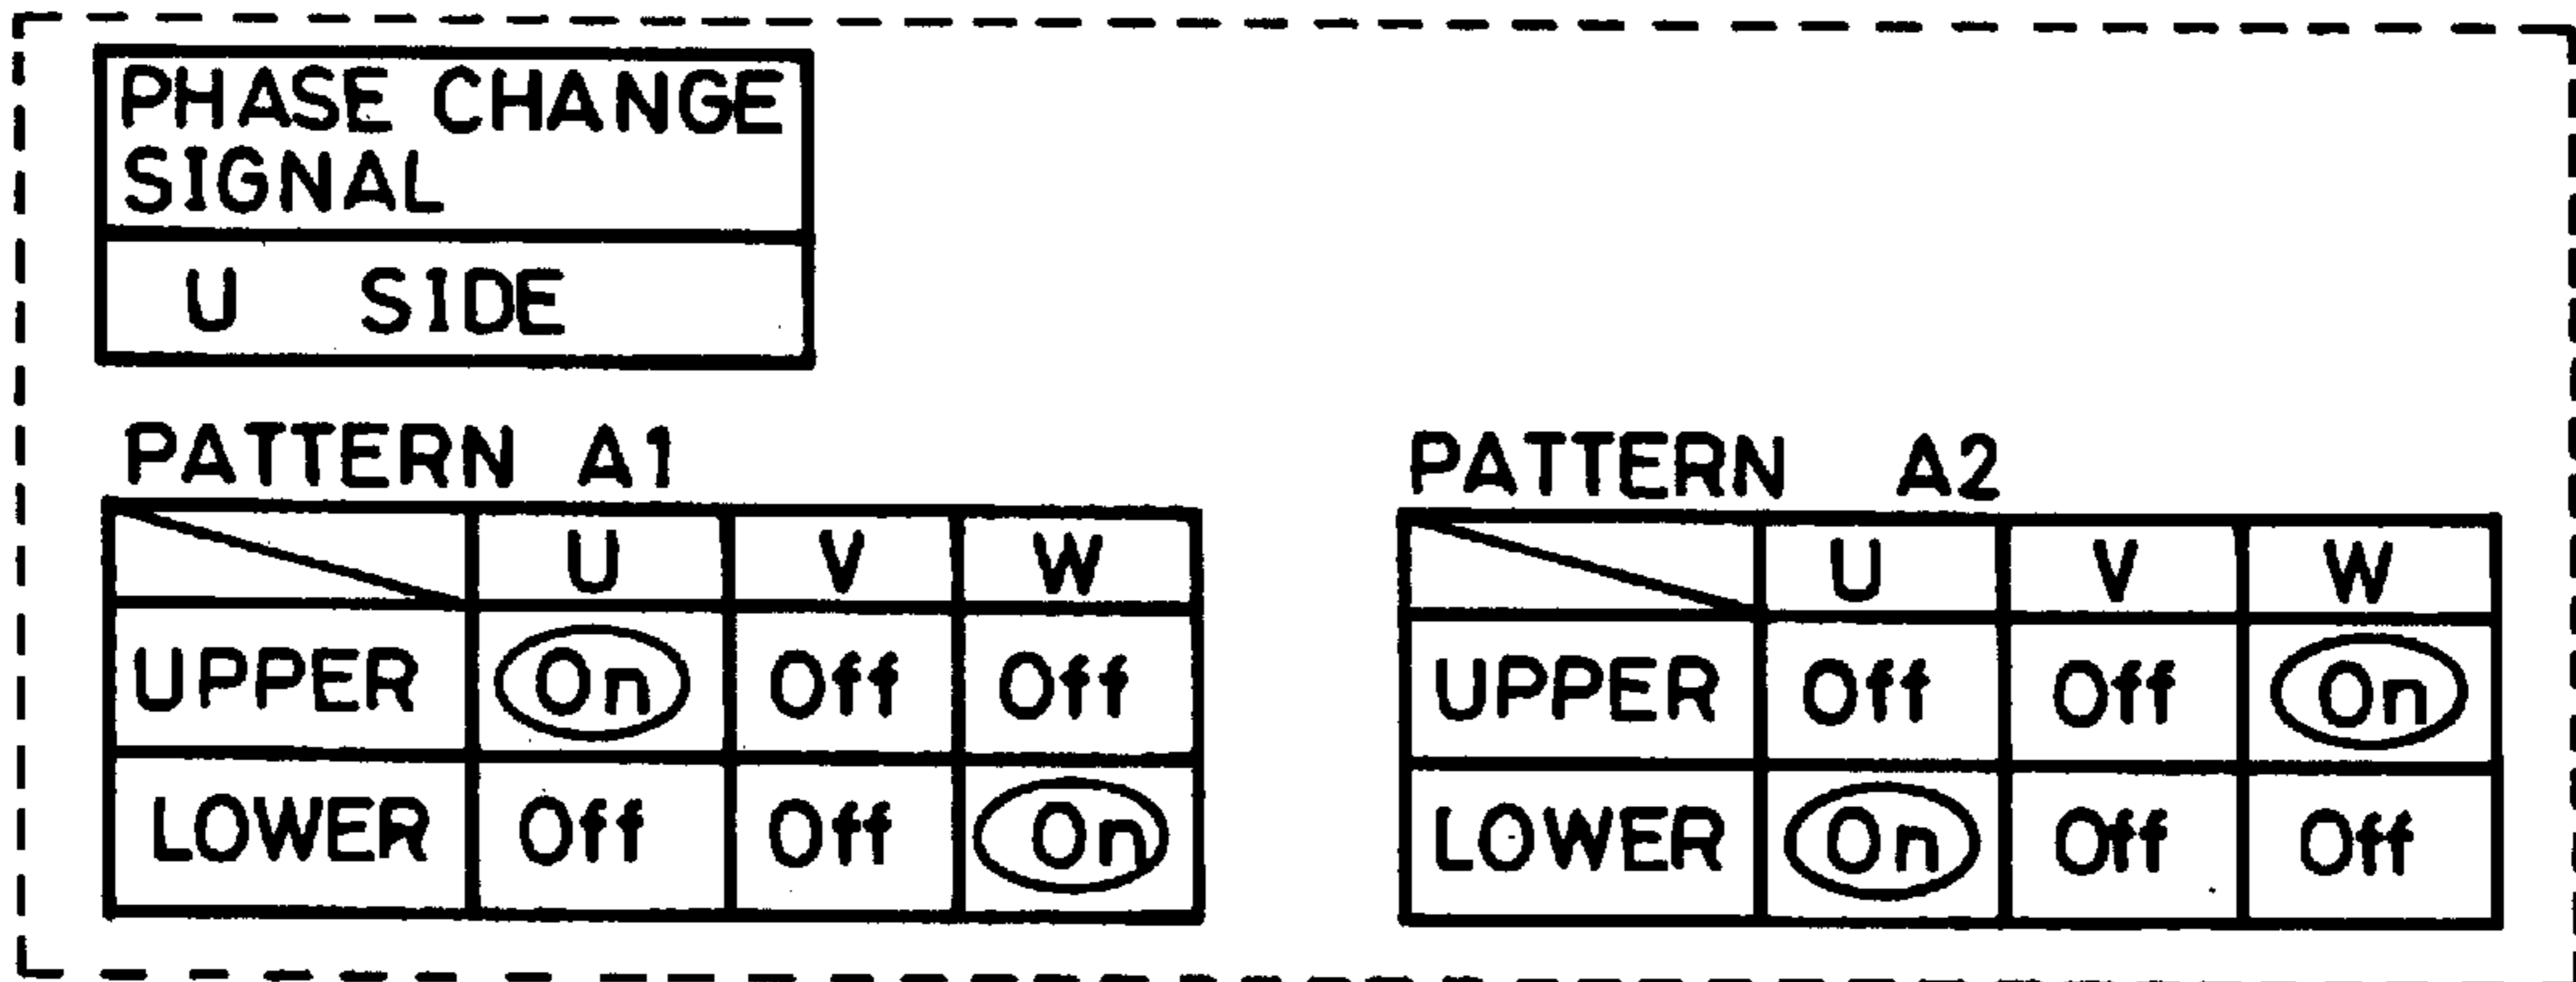 PHASE CHANGE
SIGNAL
U SIDE
PATTERN A1
U V W
UPPER On Off Off
LOWER Off Off On
PATTERN A2
U V W
UPPER Off Off On
LOWER On Off Off